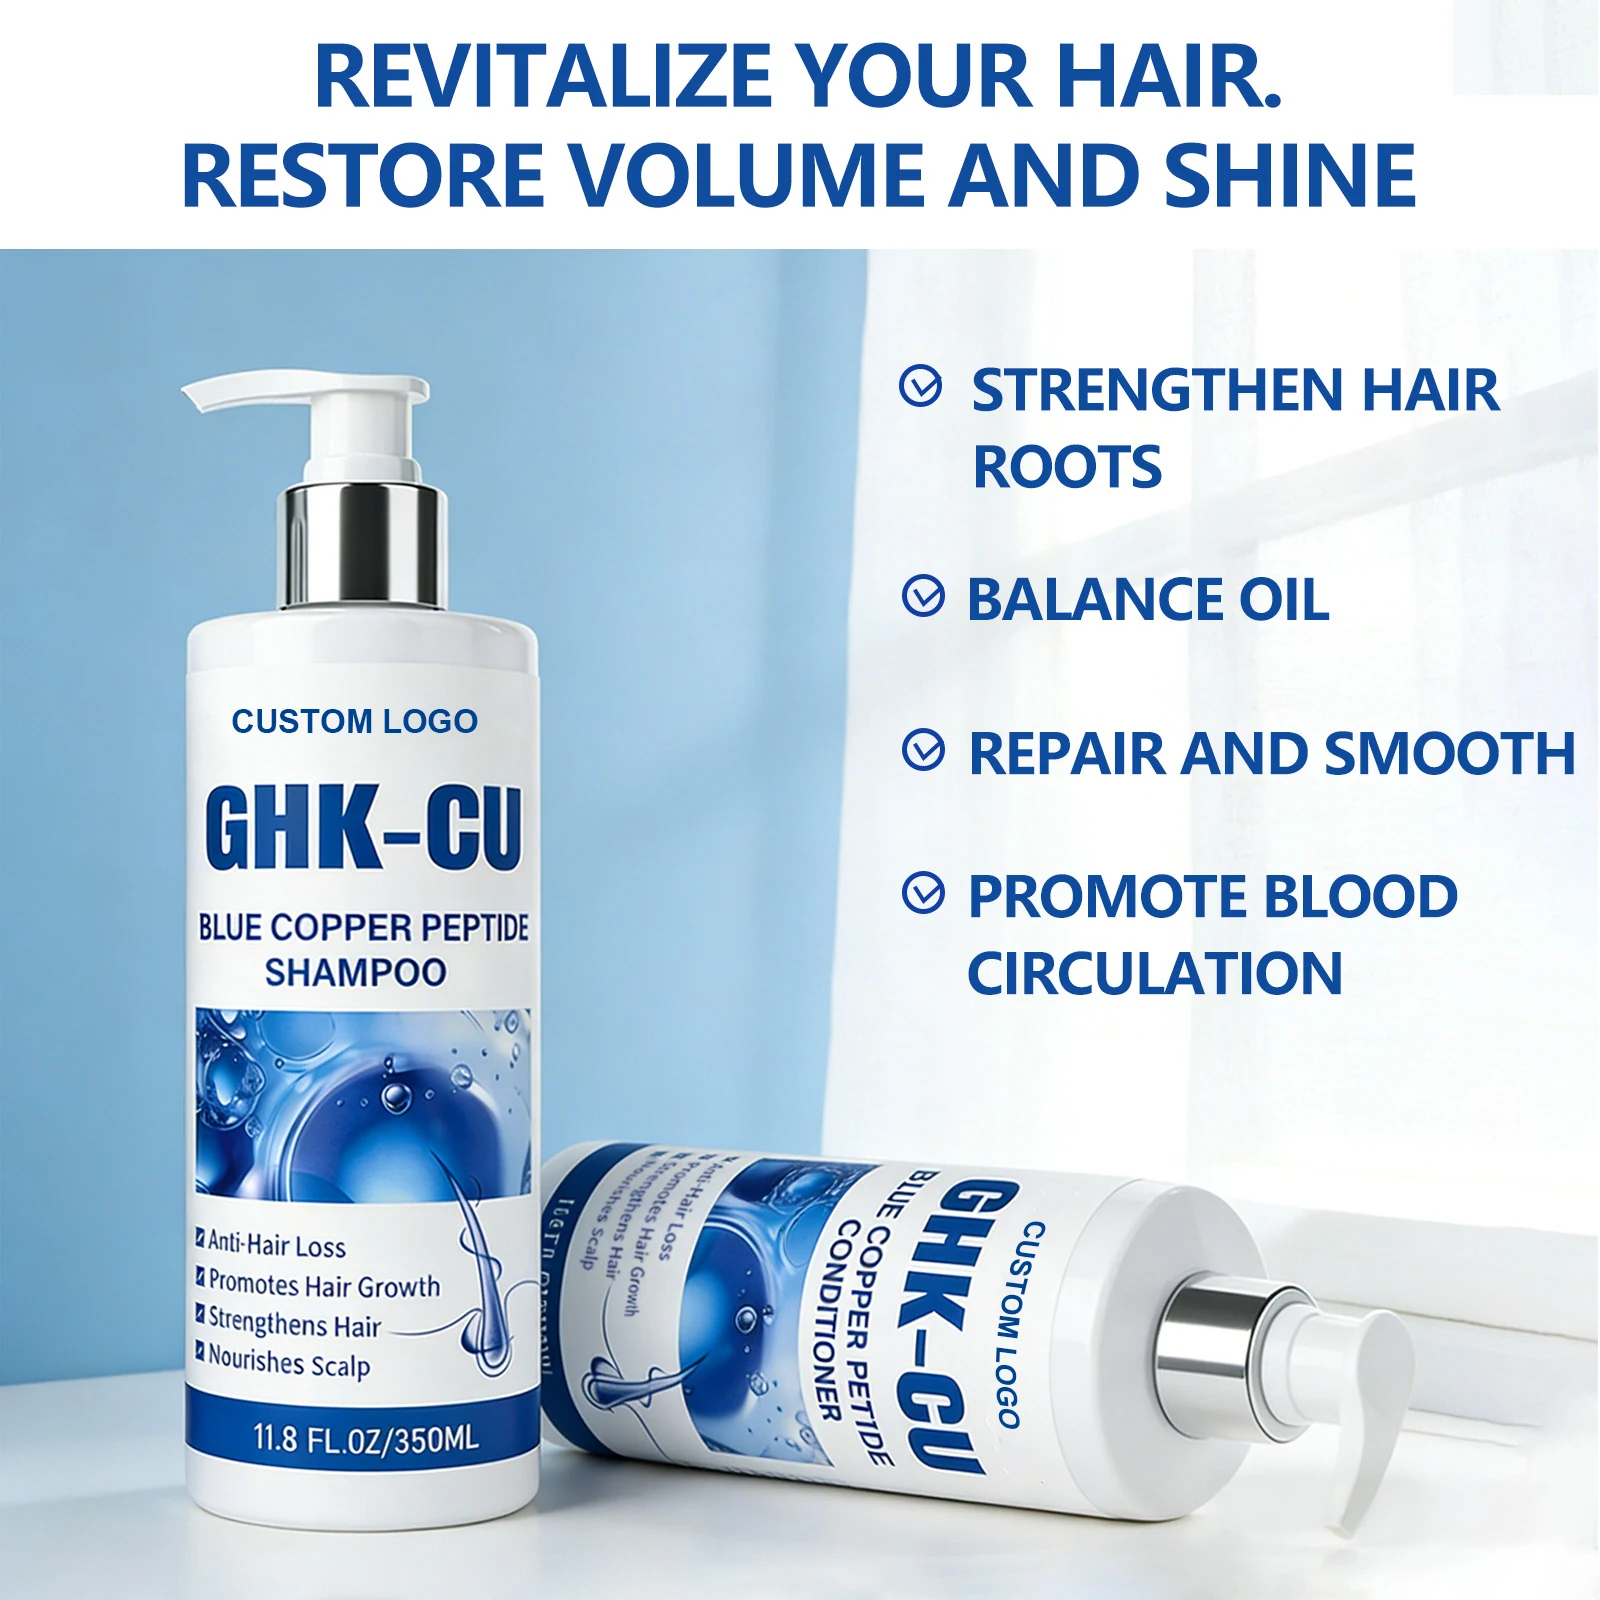 REVITALIZE YOUR HAIR.
RESTORE VOLUME AND SHINE
STRENGTHEN HAIR
ROOTS
BALANCE OIL
REPAIR AND SMOOTH
PROMOTE BLOOD
CIRCULATION
CUSTOM LOGO
GHK-CU
BLUE COPPER PEPTIDE
SHAMPOO
Anti-Hair Loss
Promotes Hair Growth
Strengthens Hair
Nourishes Scalp
11.8 FL.OZ/350ML
CUSTOM LOGO
GHK-CU
BLUE COPPER PEPTIDE
CONDITIONER
Anti-Hair Loss
Promotes Hair Growth
Strengthens Hair
Nourishes Scalp